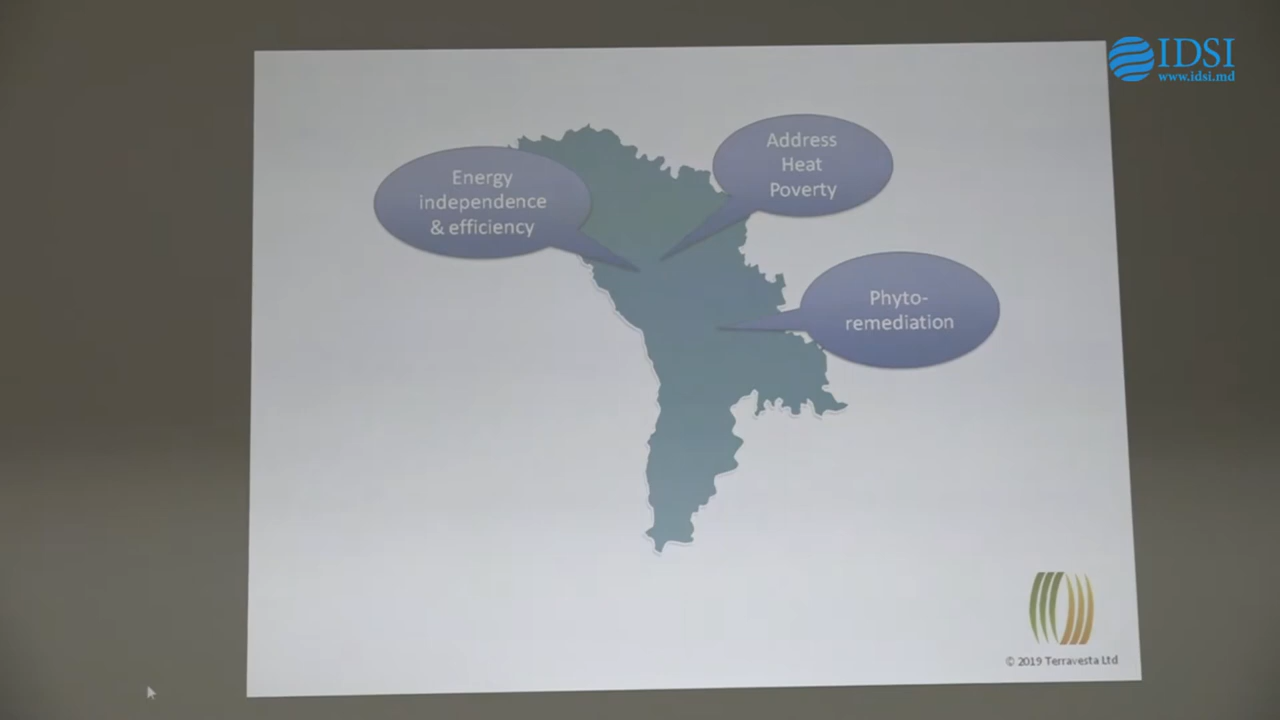 IDSI
www.idsi.md
Address
Heat
Poverty
Energy
independence
& efficiency
Phyto-
remediation
© 2019 Terravesta Ltd